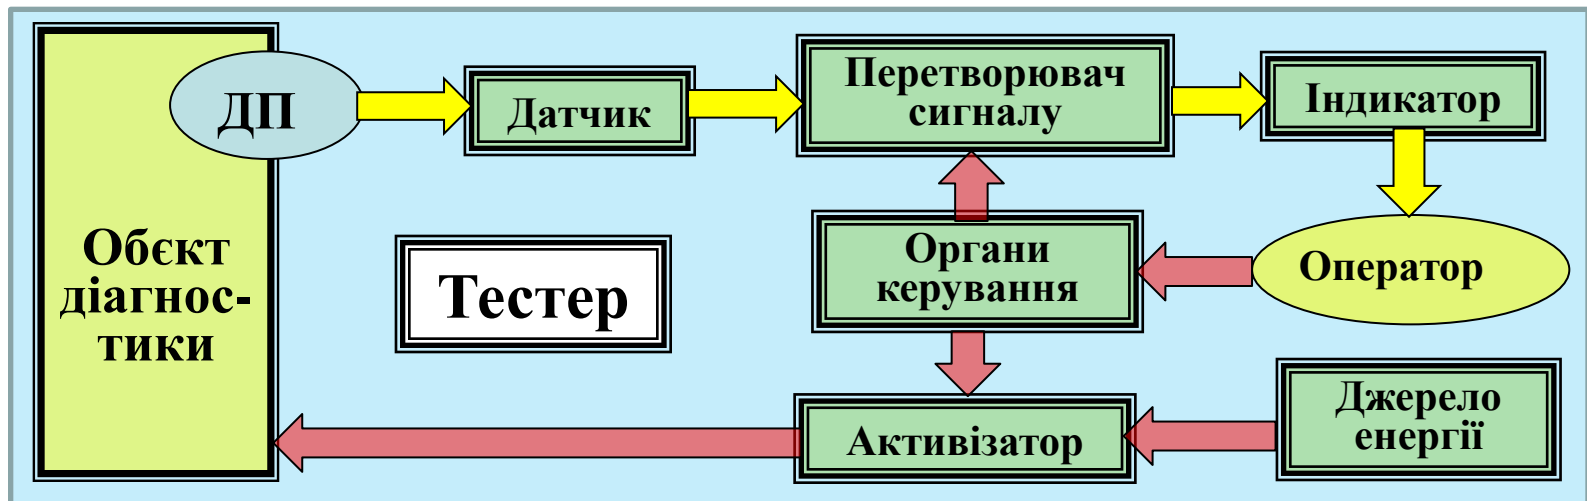 ДП
Датчик
Перетворювач
сигналу
Індикатор
Обєкт
діагнос-
тики
Тестер
Органи
керування
Оператор
Активізатор
Джерело
енергії